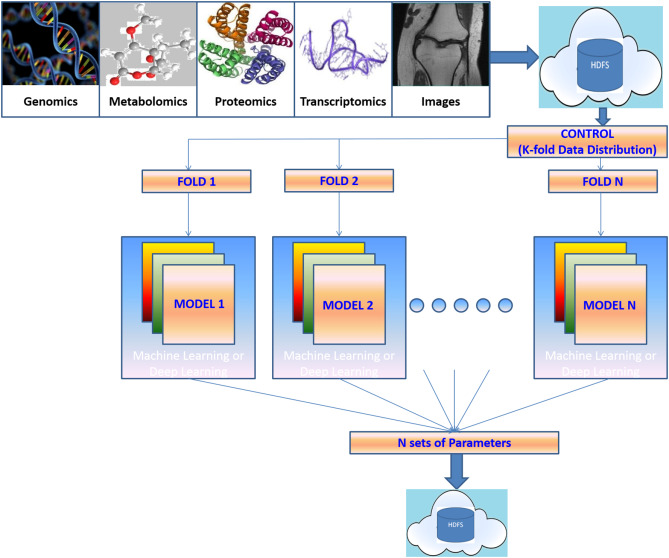 Genomics
Metabolomics
Proteomics
Transcriptomics
Images
HDFS
CONTROL
(K-fold Data Distribution)
FOLD 1
FOLD 2
FOLD N
MODEL 1
MODEL 2
MODEL N
Machine Learning or
Deep Learning
Machine Learning or
Deep Learning
Machine Learning or
Deep Learning
N sets of Parameters
HDFS